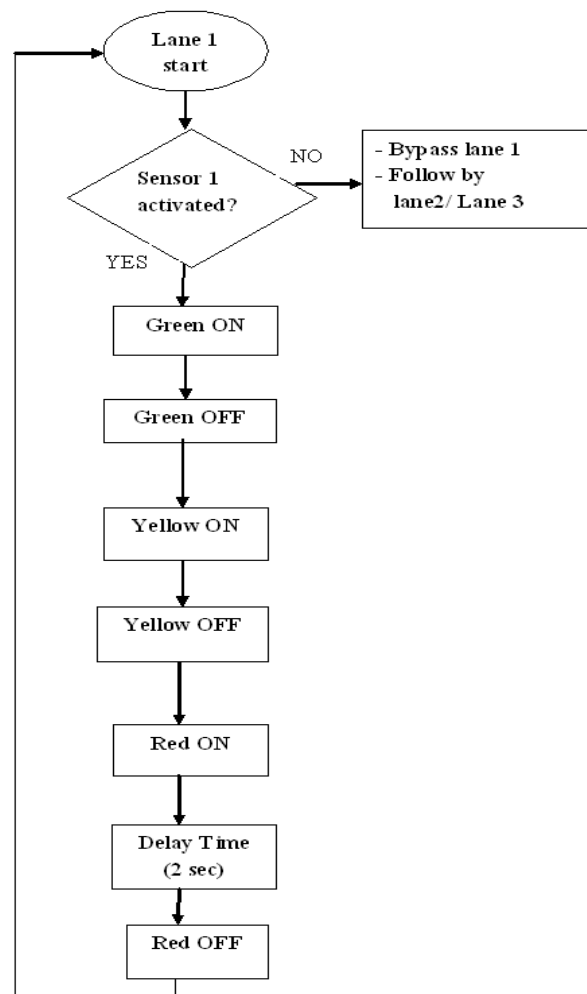 Lane 1
start
Sensor 1
activated?
NO
- Bypass lane 1
- Follow by
lane2/ Lane 3
YES
Green ON
Green OFF
Yellow ON
Yellow OFF
Red ON
Delay Time
(2 sec)
Red OFF